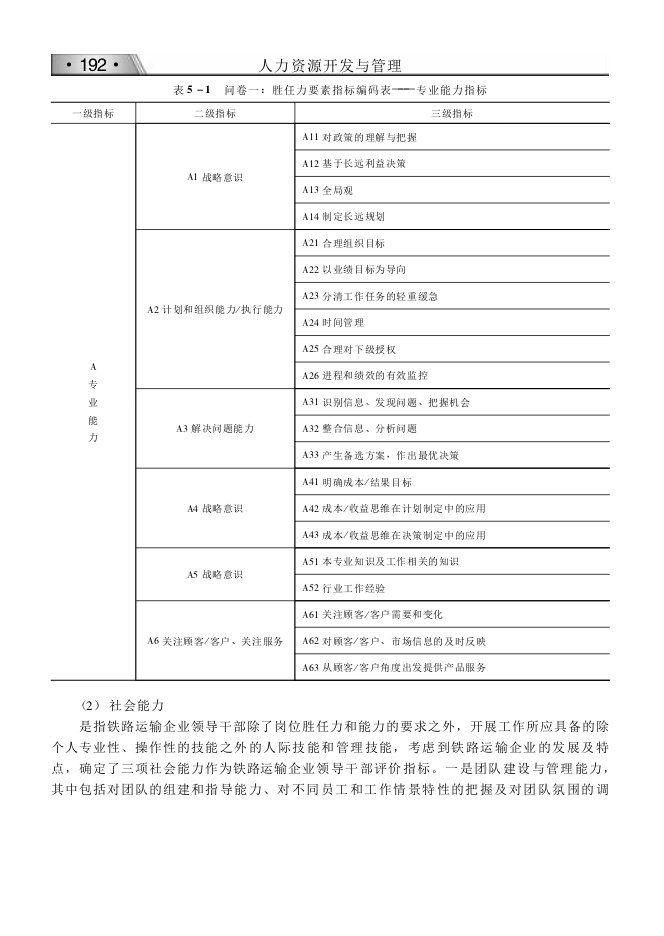 · 192 ·
人力资源开发与管理
表 5－1 问卷一：胜任力要素指标编码表——专业能力指标
一级指标 二级指标 三级指标
A
专
业
能
力
A1 战略意识
A11 对政策的理解与把握
A12 基于长远利益决策
A13 全局观
A14 制定长远规划
A2 计划和组织能力/执行能力
A21 合理组织目标
A22 以业绩目标为导向
A23 分清工作任务的轻重缓急
A24 时间管理
A25 合理对下级授权
A26 进程和绩效的有效监控
A3 解决问题能力
A31 识别信息、发现问题、把握机会
A32 整合信息、分析问题
A33 产生备选方案，作出最优决策
A4 战略意识
A41 明确成本/结果目标
A42 成本/收益思维在计划制定中的应用
A43 成本/收益思维在决策制定中的应用
A5 战略意识
A51 本专业知识及工作相关的知识
A52 行业工作经验
A6 关注顾客/客户、关注服务
A61 关注顾客/客户需要和变化
A62 对顾客/客户、市场信息的及时反映
A63 从顾客/客户角度出发提供产品服务
（2） 社会能力
是指铁路运输企业领导干部除了岗位胜任力和能力的要求之外，开展工作所应具备的除
个人专业性、操作性的技能之外的人际技能和管理技能，考虑到铁路运输企业的发展及特
点，确定了三项社会能力作为铁路运输企业领导干部评价指标。一是团队建设与管理能力，
其中包括对团队的组建和指导能力、对不同员工和工作情景特性的把握及对团队氛围的调